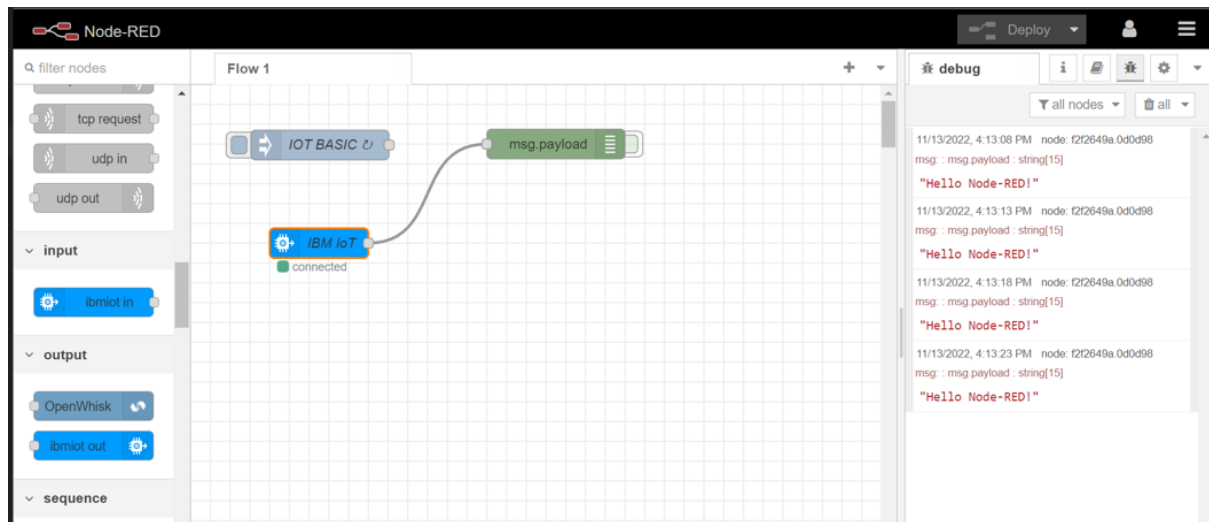 Node-RED
Deploy
filter nodes
Flow 1
debug
i
all nodes
all
tcp request
udp in
udp out
input
ibmiot in
output
OpenWhisk
ibmiot out
sequence
IOT BASIC ↻
msg.payload
IBM IoT
connected
11/13/2022, 4:13:08 PM node: f2f2649a.0d0d98
msg: : msg.payload : string[15]
"Hello Node-RED!"
11/13/2022, 4:13:13 PM node: f2f2649a.0d0d98
msg: : msg.payload : string[15]
"Hello Node-RED!"
11/13/2022, 4:13:18 PM node: f2f2649a.0d0d98
msg: : msg.payload : string[15]
"Hello Node-RED!"
11/13/2022, 4:13:23 PM node: f2f2649a.0d0d98
msg: : msg.payload : string[15]
"Hello Node-RED!"